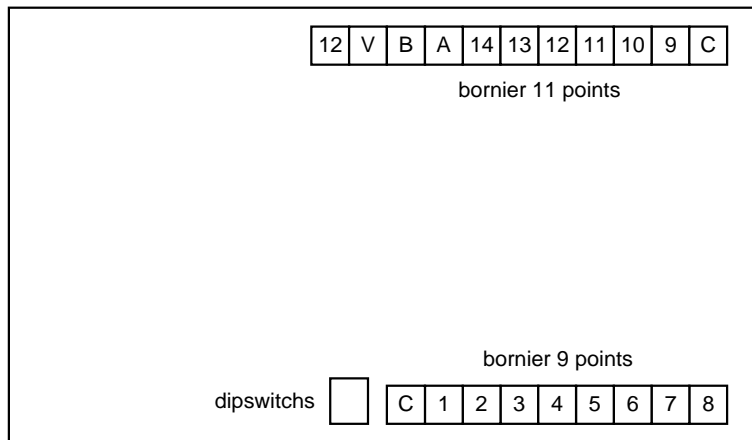 12 V B A 14 13 12 11 10 9 C
bornier 11 points
bornier 9 points
dipswitchs
C 1 2 3 4 5 6 7 8